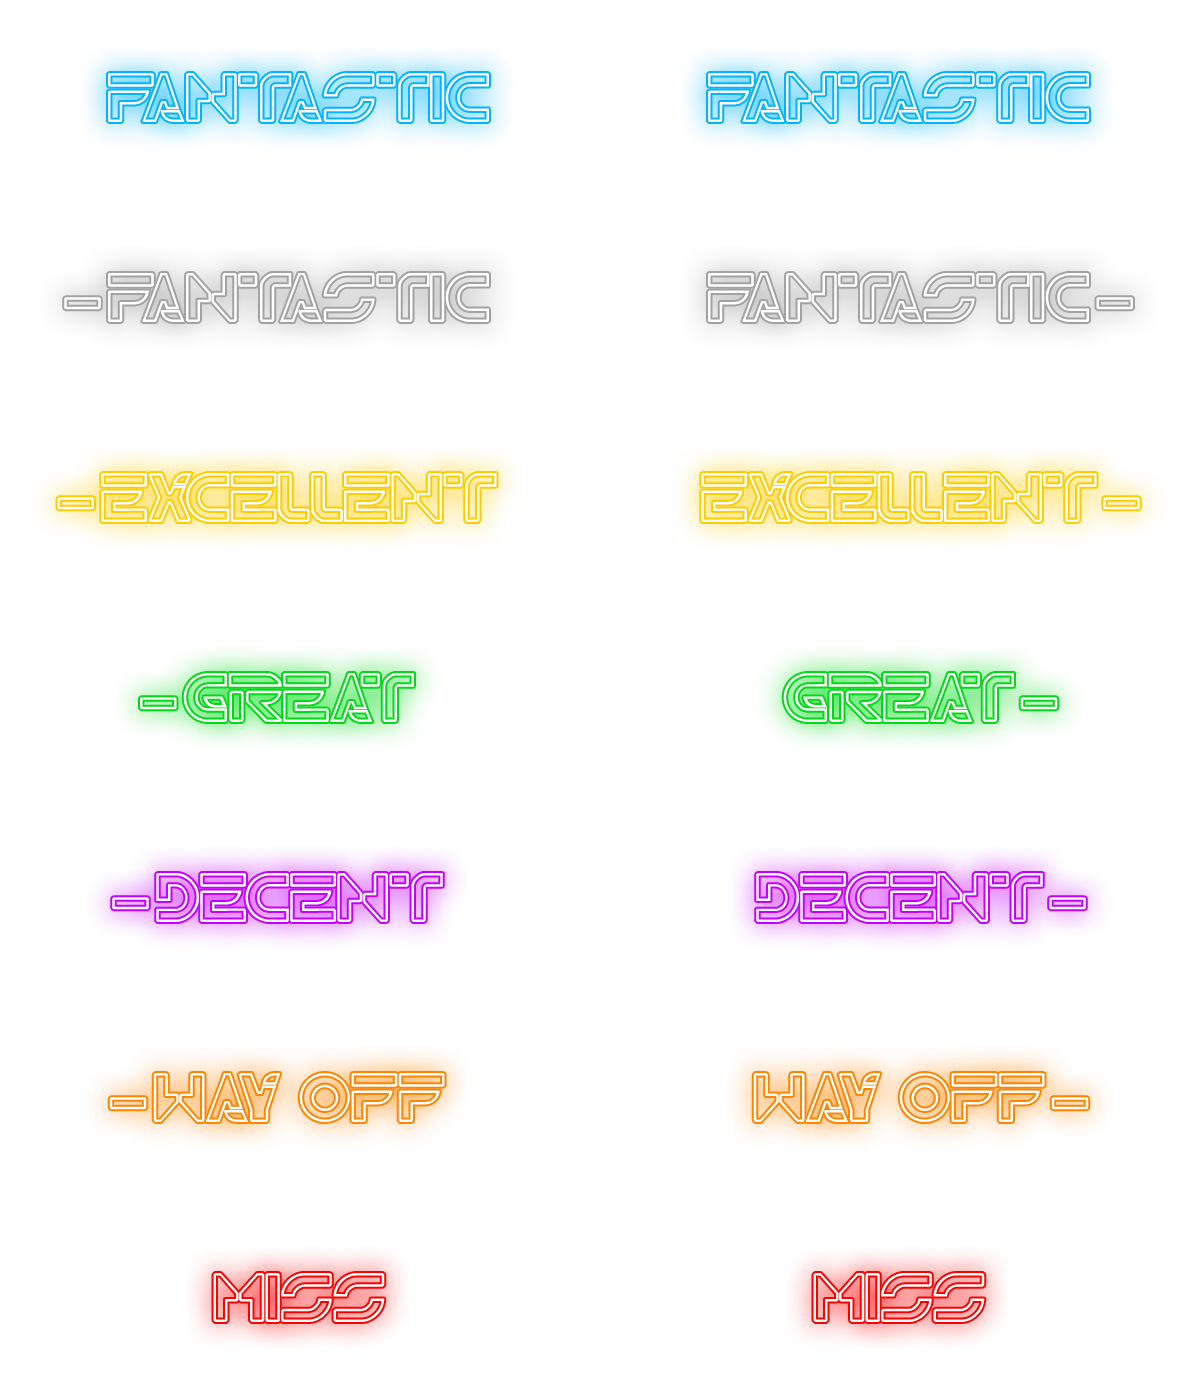 FANTASTIC FANTASTIC
-FANTASTIC FANTASTIC-
-EXCELLENT EXCELLENT-
-GREAT GREAT-
-DECENT DECENT-
-WAY OFF WAY OFF-
MISS MISS